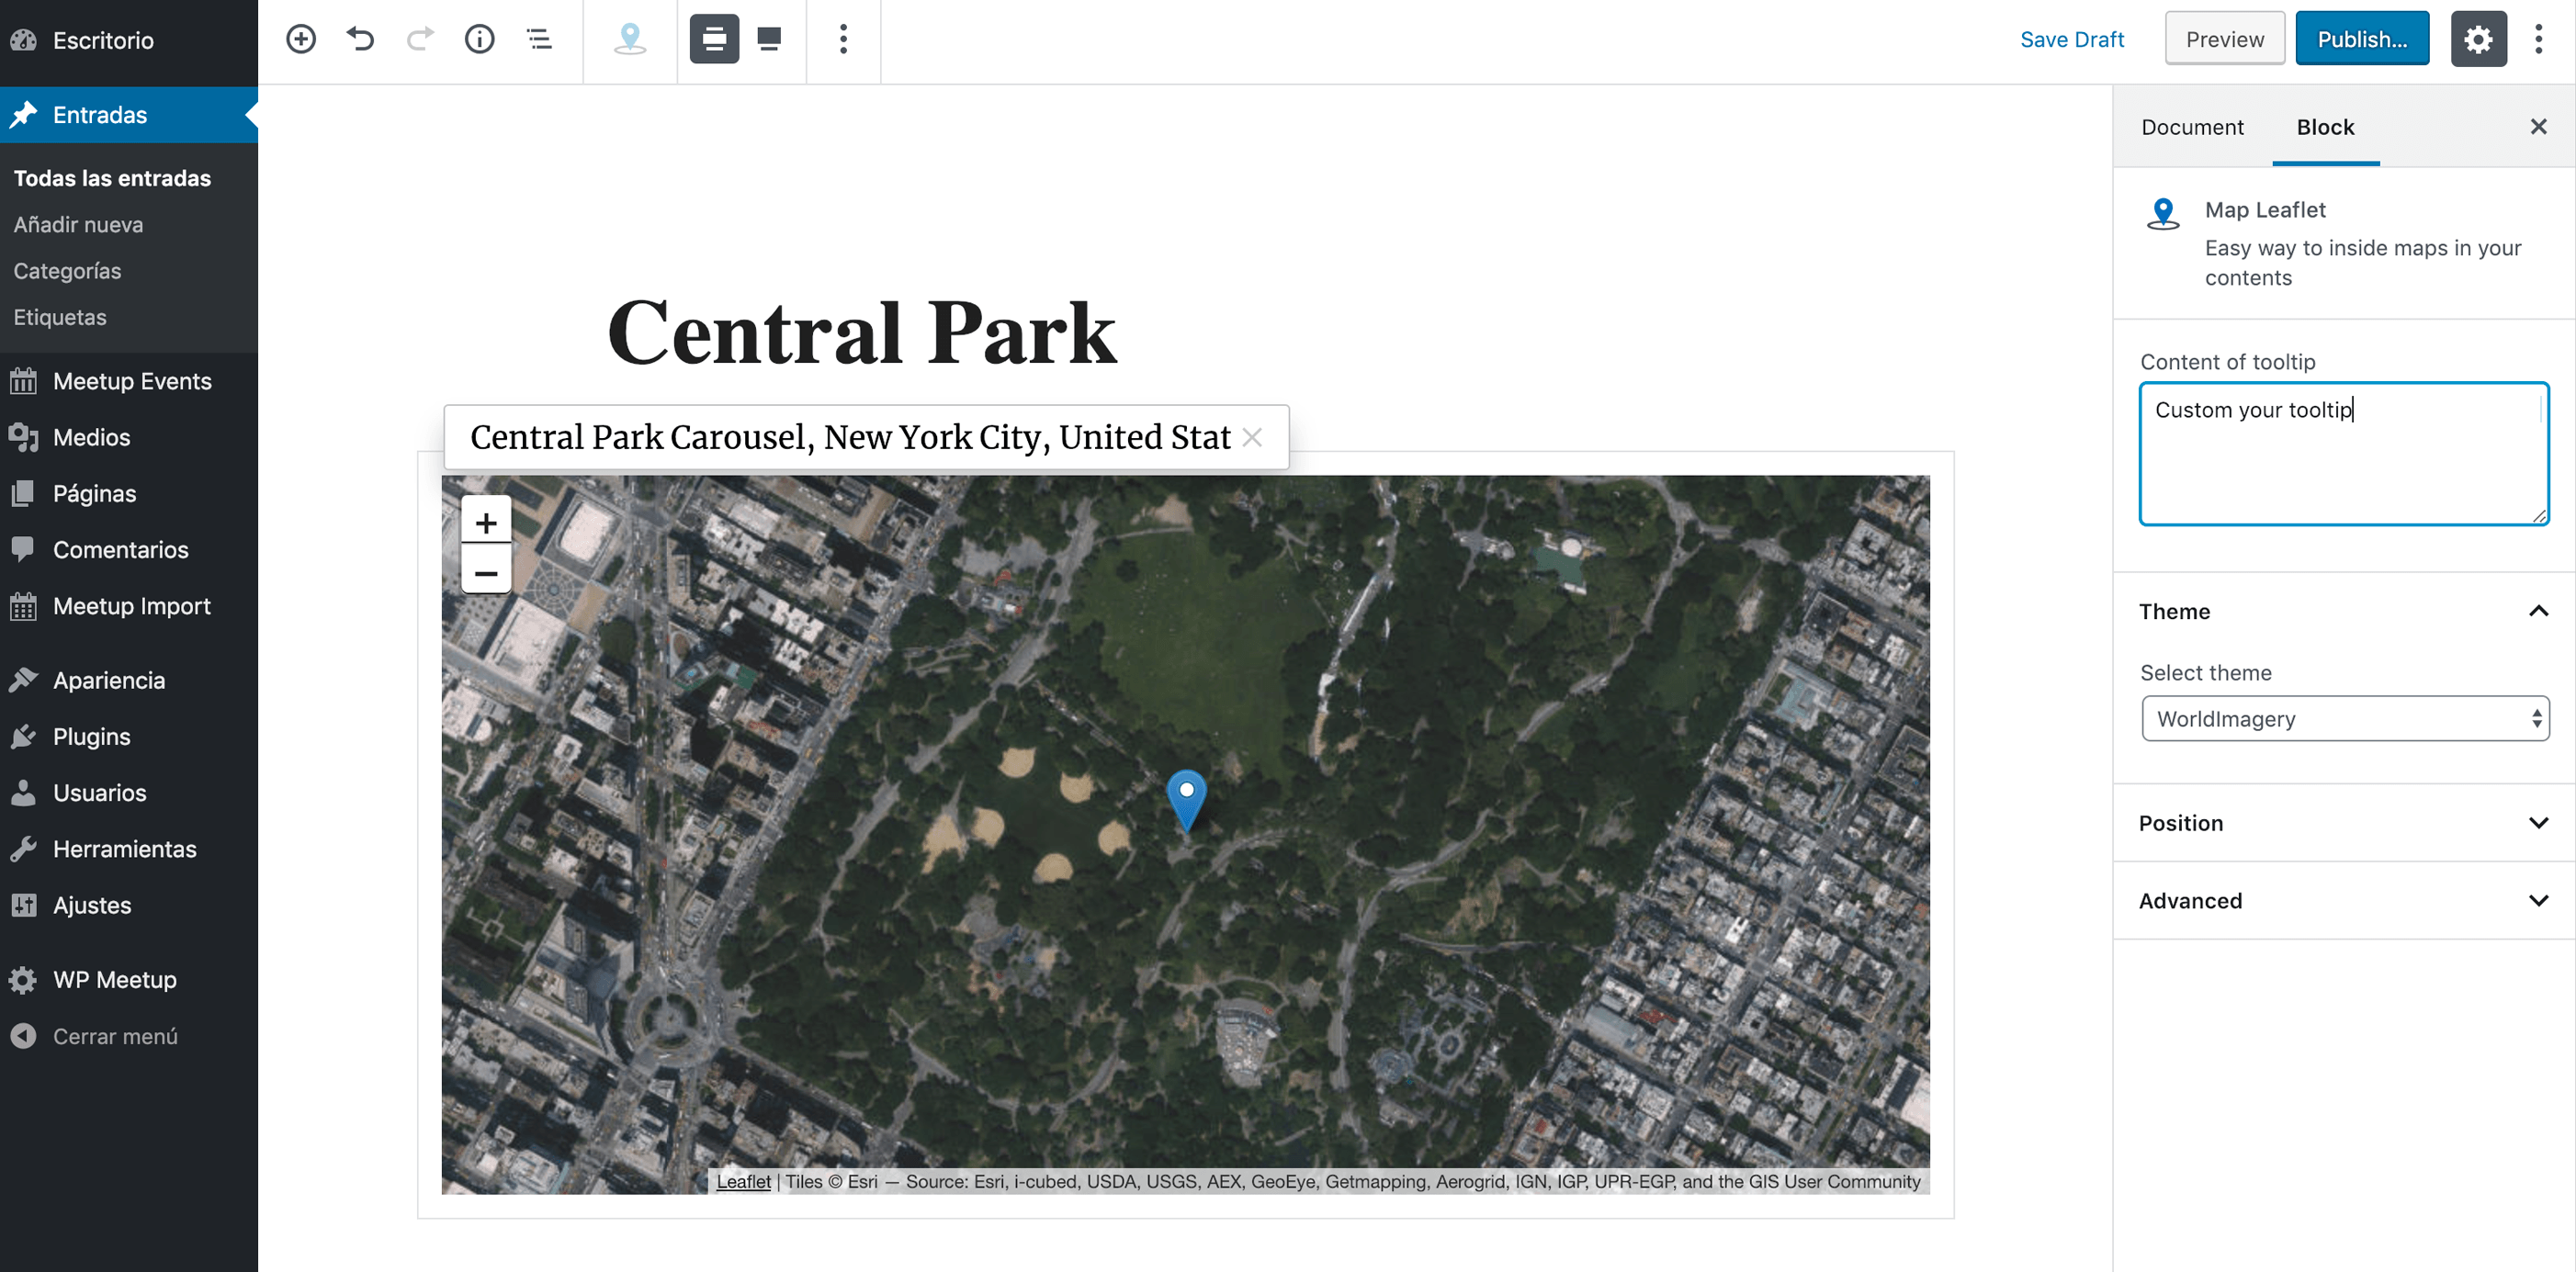 Escritorio
Entradas
Todas las entradas
Añadir nueva
Categorías
Etiquetas
Meetup Events
Medios
Páginas
Comentarios
Meetup Import
Apariencia
Plugins
Usuarios
Herramientas
Ajustes
WP Meetup
Cerrar menú
Save Draft
Preview
Publish...
Central Park
Central Park Carousel, New York City, United Stat
+
−
Leaflet | Tiles © Esri — Source: Esri, i-cubed, USDA, USGS, AEX, GeoEye, Getmapping, Aerogrid, IGN, IGP, UPR-EGP, and the GIS User Community
Document
Block
Map Leaflet
Easy way to inside maps in your
contents
Content of tooltip
Custom your tooltip
Theme
Select theme
WorldImagery
Position
Advanced